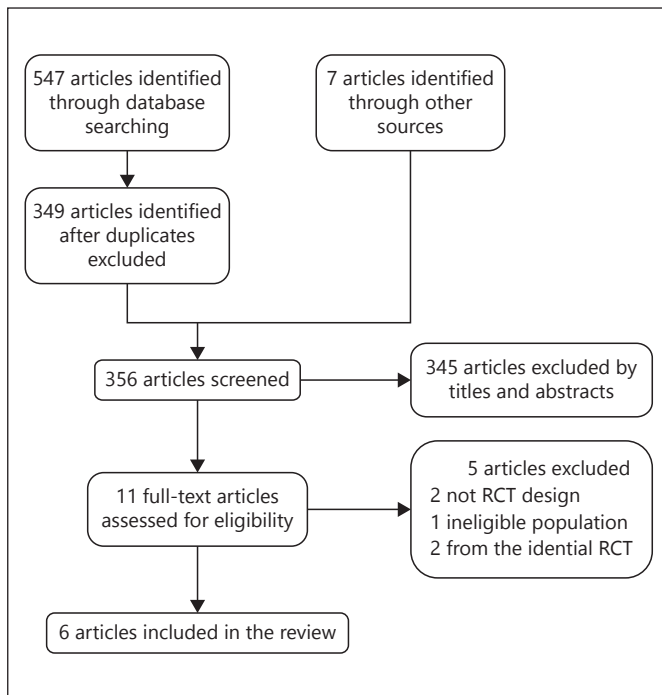 547 articles identified
through database
searching
7 articles identified
through other
sources
349 articles identified
after duplicates
excluded
356 articles screened
345 articles excluded by
titles and abstracts
11 full-text articles
assessed for eligibility
5 articles excluded
2 not RCT design
1 ineligible population
2 from the idential RCT
6 articles included in the review